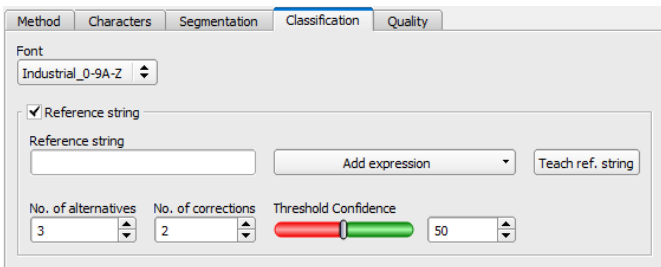 Method Characters Segmentation Classification Quality
Font
Industrial_0-9A-Z
Reference string
Reference string
Add expression Teach ref. string
No. of alternatives No. of corrections Threshold Confidence
3 2 50